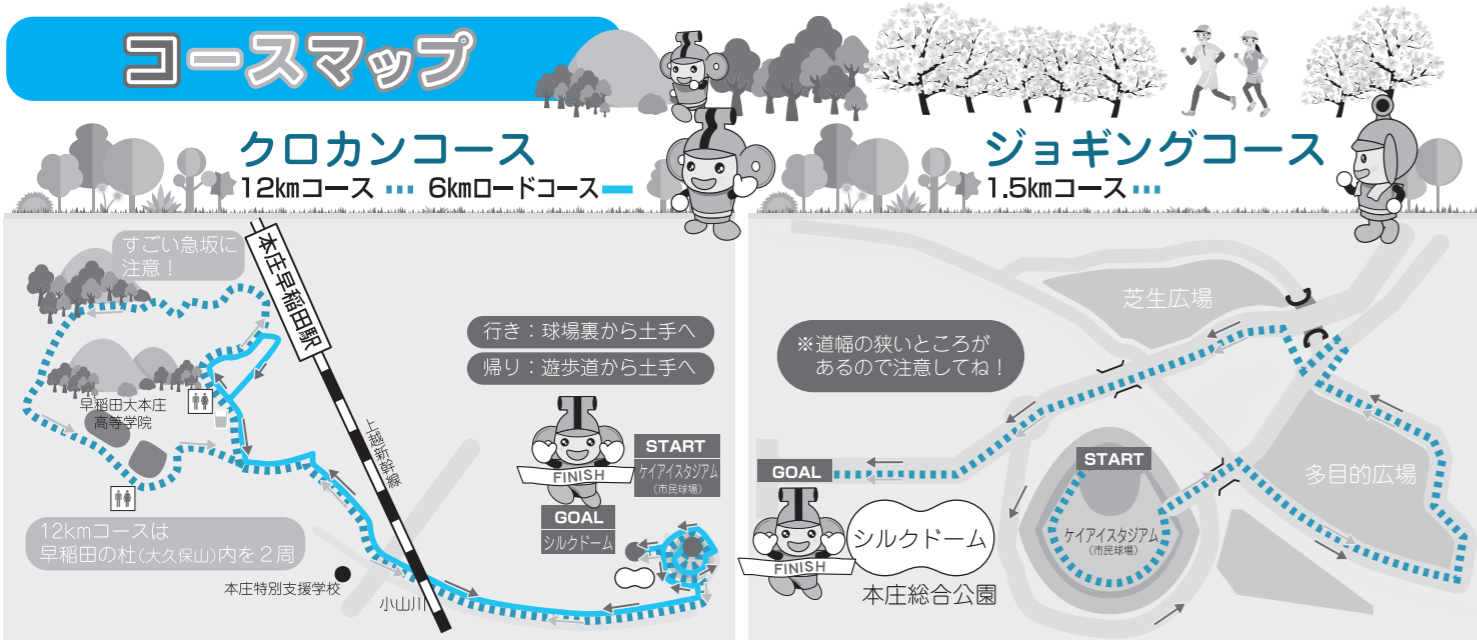 コースマップ
クロカンコース
12kmコース 6kmロードコース
すごい急坂に
注意！
本庄早稲田駅
行き：球場裏から土手へ
帰り：遊歩道から土手へ
早稲田大本庄
高等学院
上越新幹線
FINISH
START
ケイアイスタジアム
（市民球場）
GOAL
シルクドーム
12kmコースは
早稲田の杜（大久保山）内を２周
本庄特別支援学校
小山川
ジョギングコース
1.5kmコース
芝生広場
※道幅の狭いところが
あるので注意してね！
START
GOAL
多目的広場
ケイアイスタジアム
（市民球場）
シルクドーム
FINISH
本庄総合公園